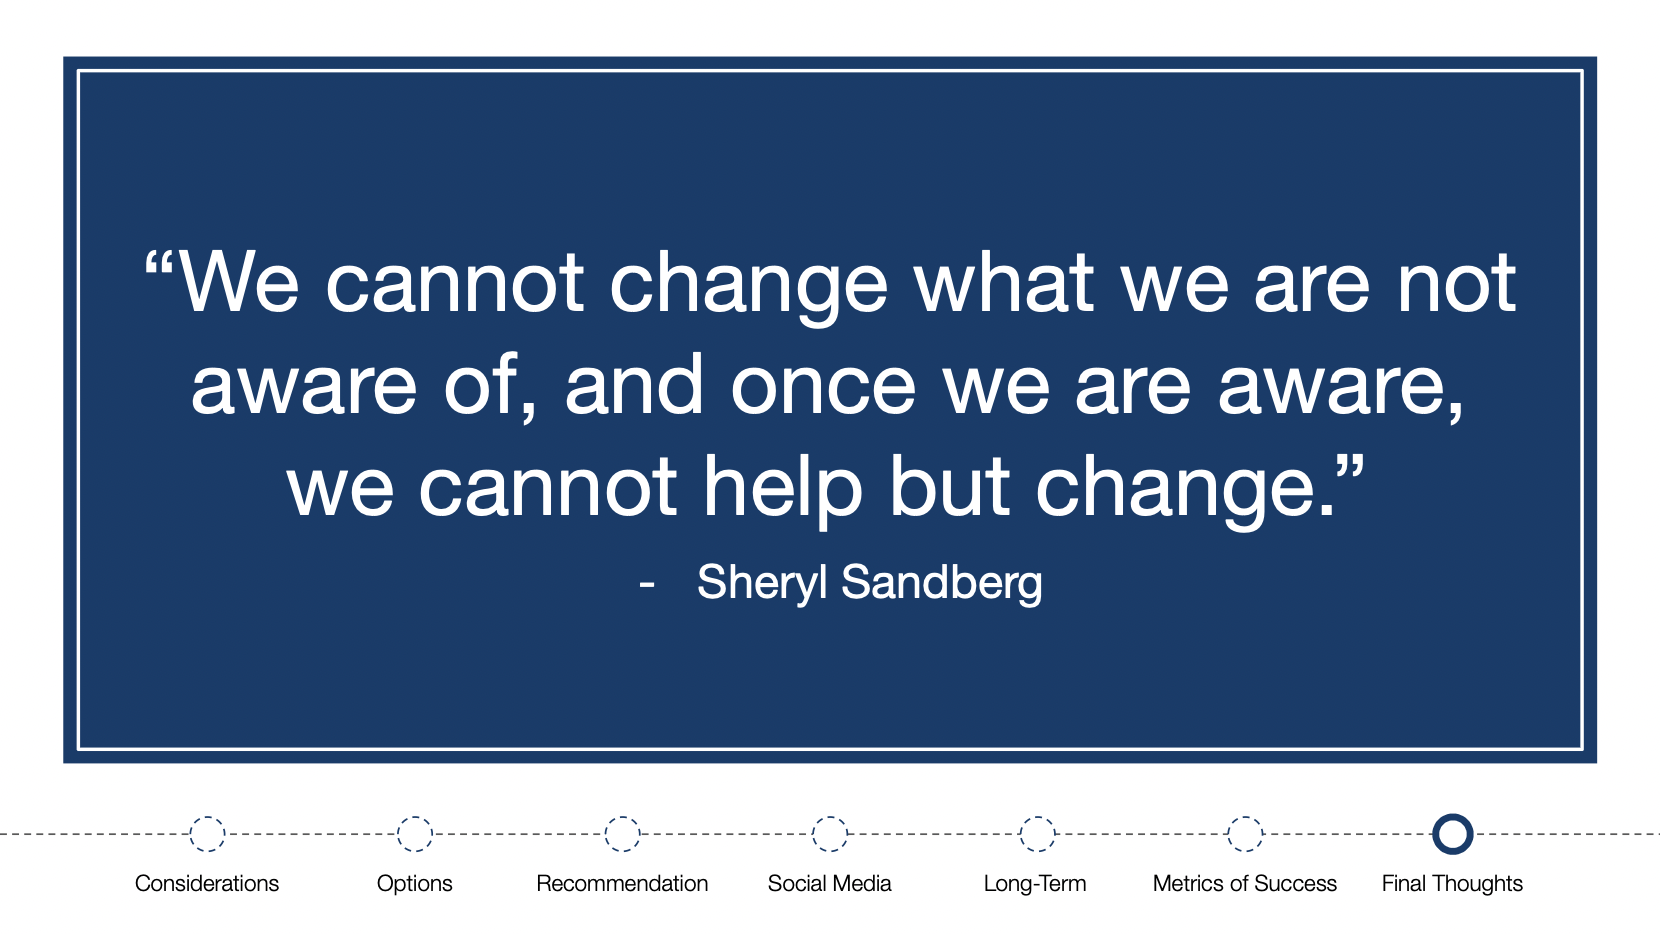 “We cannot change what we are not
aware of, and once we are aware,
we cannot help but change.”
- Sheryl Sandberg
Considerations
Options
Recommendation
Social Media
Long-Term
Metrics of Success
Final Thoughts